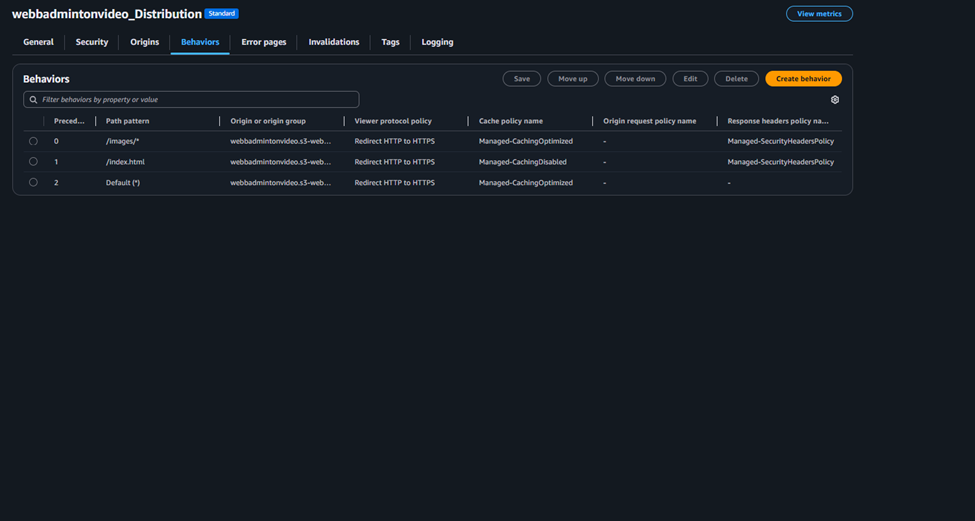 webbadmintonvideo_Distribution Standard View metrics
General Security Origins Behaviors Error pages Invalidations Tags Logging
Behaviors Save Move up Move down Edit Delete Create behavior
Filter behaviors by property or value
Preced... Path pattern Origin or origin group Viewer protocol policy Cache policy name Origin request policy name Response headers policy na...
0 /images/* webbadmintonvideo.s3-web... Redirect HTTP to HTTPS Managed-CachingOptimized - Managed-SecurityHeadersPolicy
1 /index.html webbadmintonvideo.s3-web... Redirect HTTP to HTTPS Managed-CachingDisabled - Managed-SecurityHeadersPolicy
2 Default (*) webbadmintonvideo.s3-web... Redirect HTTP to HTTPS Managed-CachingOptimized - -